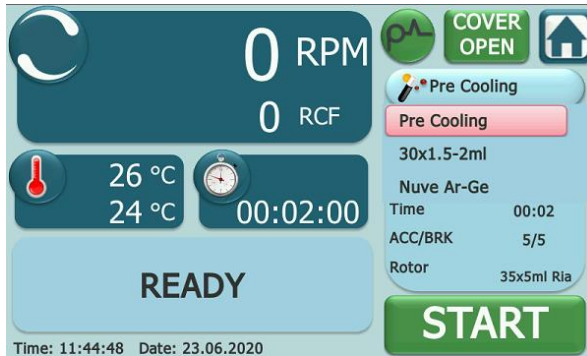 0 RPM
0 RCF
26 °C
24 °C
00:02:00
READY
Time: 11:44:48 Date: 23.06.2020
COVER
OPEN
Pre Cooling
Pre Cooling
30x1.5-2ml
Nuve Ar-Ge
Time 00:02
ACC/BRK 5/5
Rotor 35x5ml Ria
START